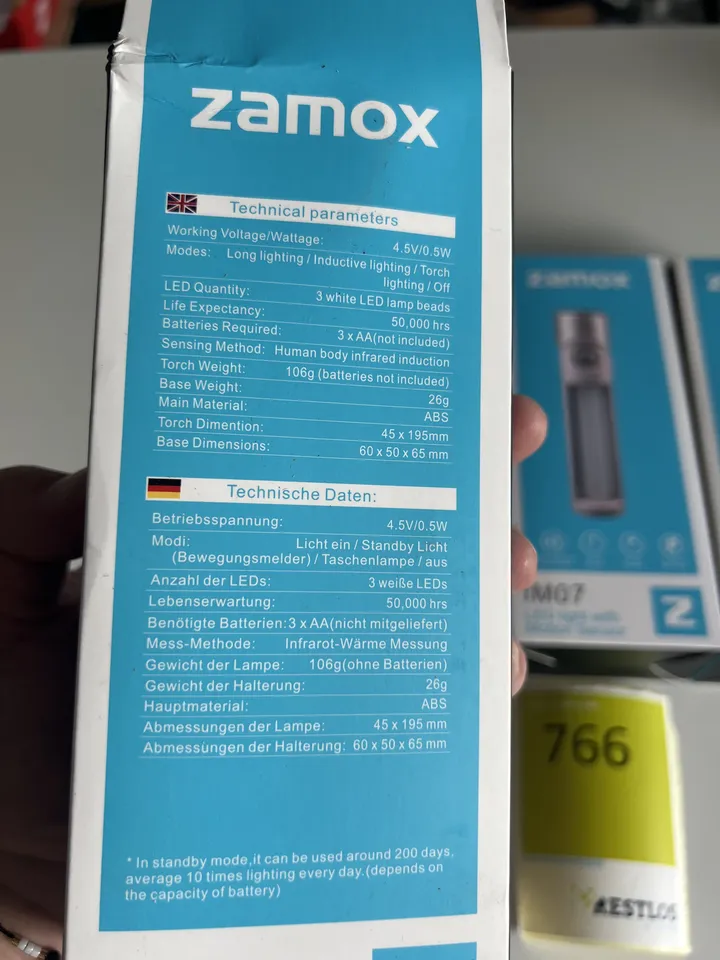 zamox
Technical parameters
Working Voltage/Wattage: 4.5V/0.5W
Modes: Long lighting / Inductive lighting / Torch
lighting / Off
LED Quantity: 3 white LED lamp beads
Life Expectancy: 50,000 hrs
Batteries Required: 3 x AA(not included)
Sensing Method: Human body infrared induction
Torch Weight: 106g (batteries not included)
Base Weight: 26g
Main Material: ABS
Torch Dimention: 45 x 195mm
Base Dimensions: 60 x 50 x 65 mm
Technische Daten:
Betriebsspannung: 4.5V/0.5W
Modi: Licht ein / Standby Licht
(Bewegungsmelder) / Taschenlampe / aus
Anzahl der LEDs: 3 weiße LEDs
Lebenserwartung: 50,000 hrs
Benötigte Batterien: 3 x AA(nicht mitgeliefert)
Mess-Methode: Infrarot-Wärme Messung
Gewicht der Lampe: 106g(ohne Batterien)
Gewicht der Halterung: 26g
Hauptmaterial: ABS
Abmessungen der Lampe: 45 x 195 mm
Abmessungen der Halterung: 60 x 50 x 65 mm
* In standby mode,it can be used around 200 days,
average 10 times lighting every day.(depends on
the capacity of battery)
zamox
Z
766
RESTLOS